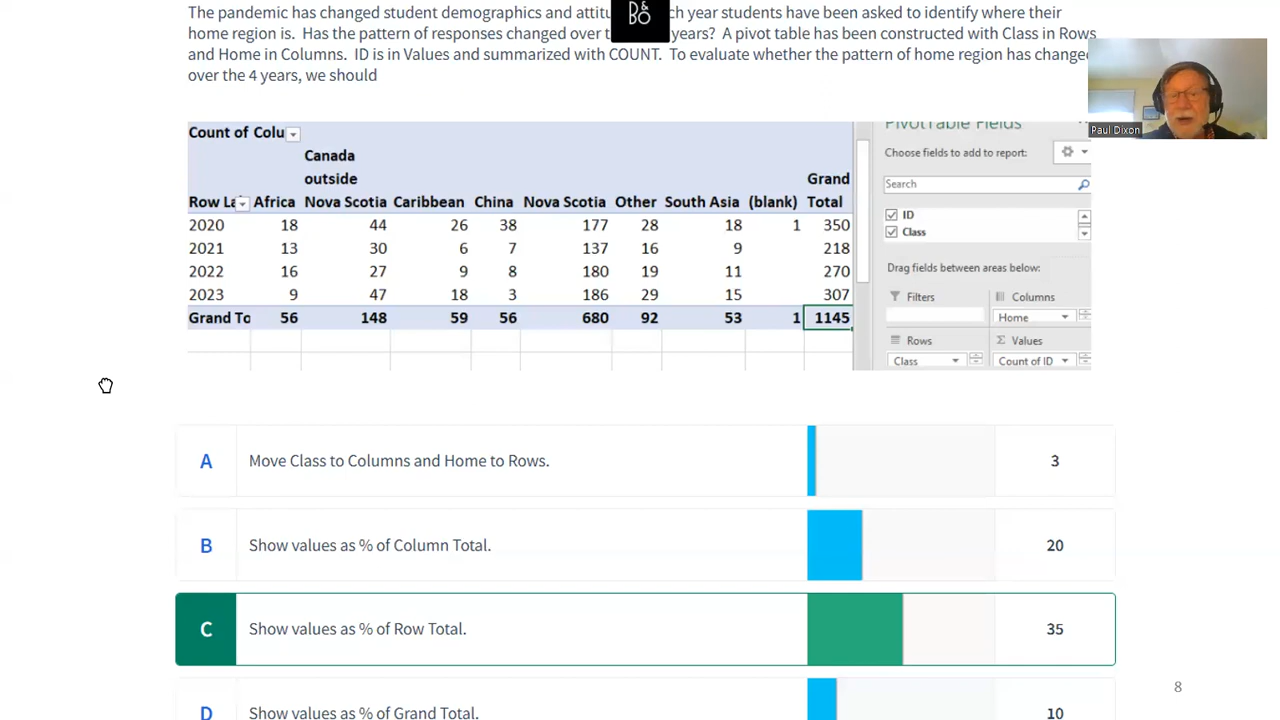 The pandemic has changed student demographics and attitu ch year students have been asked to identify where their
home region is. Has the pattern of responses changed over t years? A pivot table has been constructed with Class in Rows
and Home in Columns. ID is in Values and summarized with COUNT. To evaluate whether the pattern of home region has change
over the 4 years, we should
B&O
Paul Dixon
Count of Colu
Canada
outside
Grand
Row La Africa Nova Scotia Caribbean China Nova Scotia Other South Asia (blank) Total
2020 18 44 26 38 177 28 18 1 350
2021 13 30 6 7 137 16 9 218
2022 16 27 9 8 180 19 11 270
2023 9 47 18 3 186 29 15 307
Grand To 56 148 59 56 680 92 53 1 1145
PivotTable Fields
Choose fields to add to report:
Search
ID
Class
Drag fields between areas below:
Filters Columns
Home
Rows Σ Values
Class Count of ID
A Move Class to Columns and Home to Rows. 3
B Show values as % of Column Total. 20
C Show values as % of Row Total. 35
D Show values as % of Grand Total. 10
8